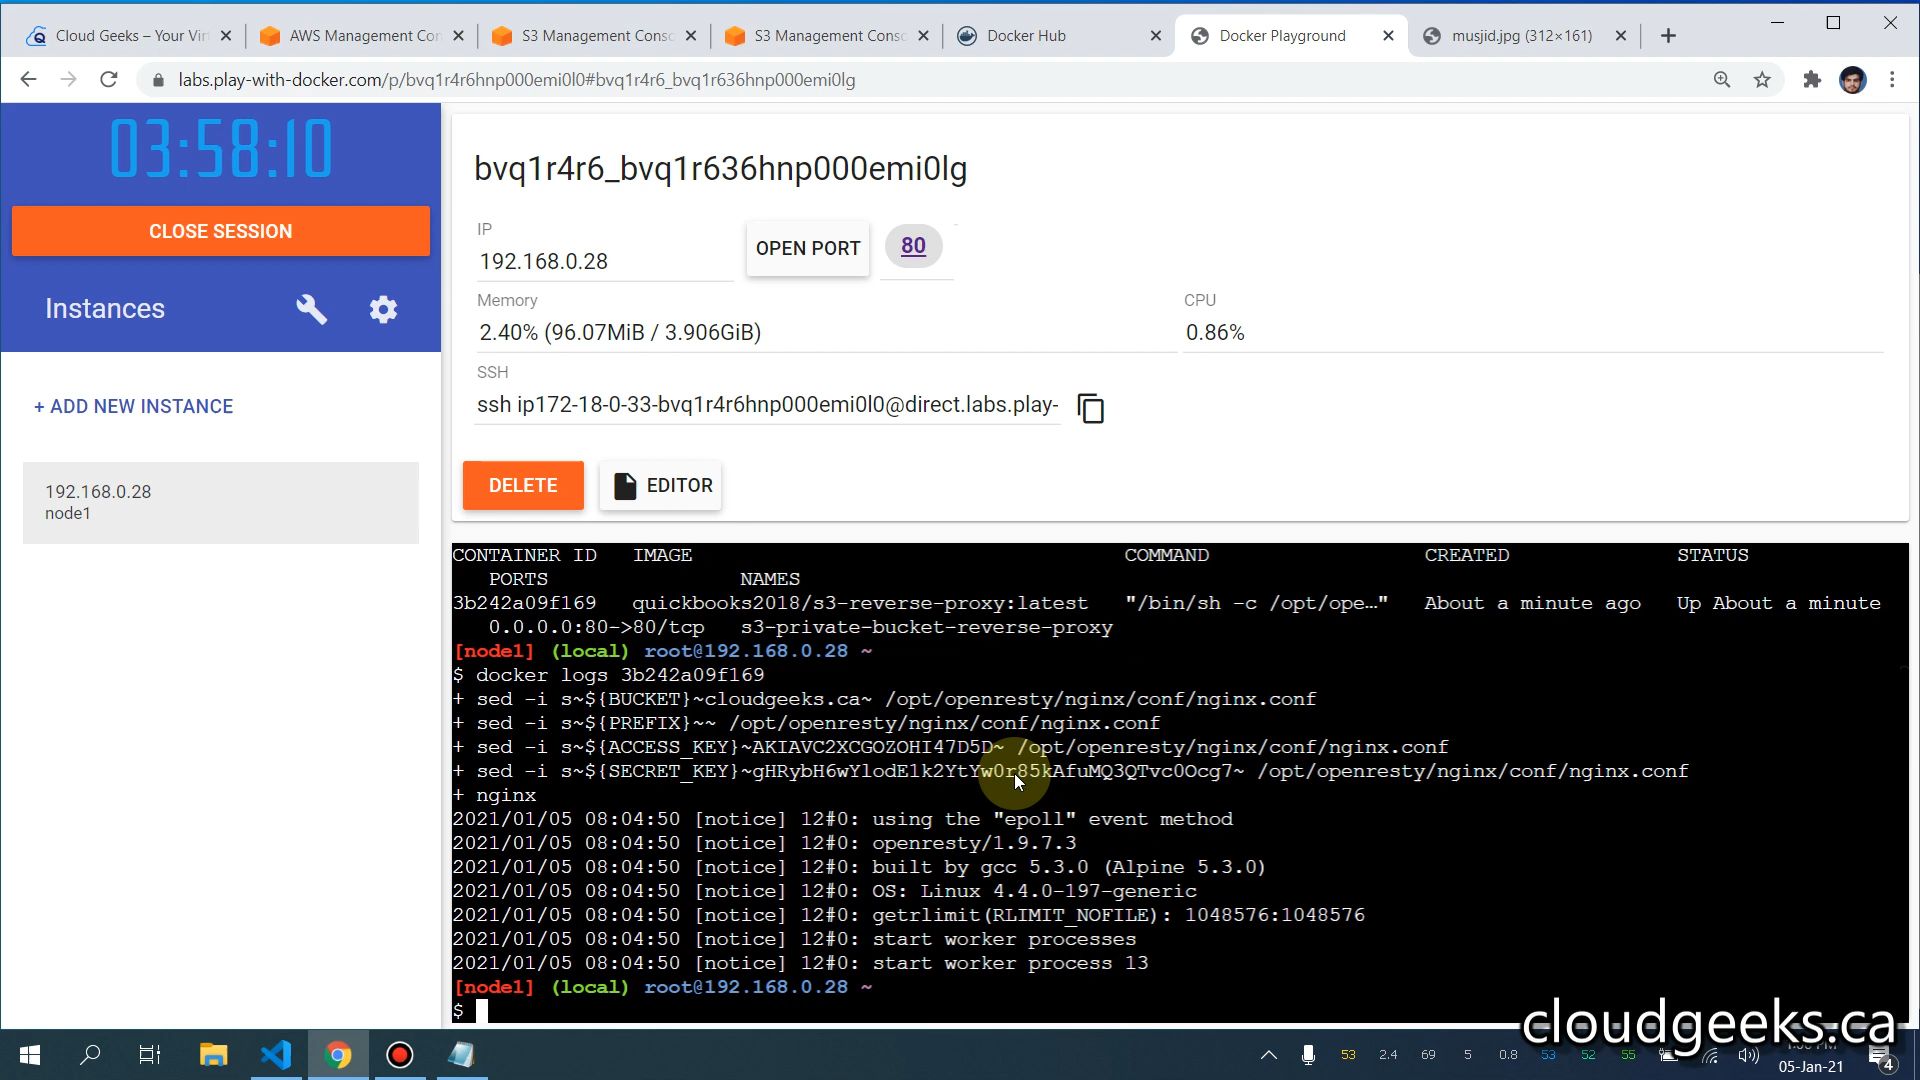 Cloud Geeks – Your Vir
AWS Management Con
S3 Management Consc
S3 Management Consc
Docker Hub
Docker Playground
musjid.jpg (312×161)
labs.play-with-docker.com/p/bvq1r4r6hnp000emi0l0#bvq1r4r6_bvq1r636hnp000emi0lg
03:58:10
CLOSE SESSION
Instances
+ ADD NEW INSTANCE
192.168.0.28
node1
bvq1r4r6_bvq1r636hnp000emi0lg
IP
192.168.0.28
OPEN PORT
80
Memory
2.40% (96.07MiB / 3.906GiB)
CPU
0.86%
SSH
ssh ip172-18-0-33-bvq1r4r6hnp000emi0l0@direct.labs.play-
DELETE
EDITOR
CONTAINER ID IMAGE COMMAND CREATED STATUS
PORTS NAMES
3b242a09f169 quickbooks2018/s3-reverse-proxy:latest "/bin/sh -c /opt/ope…" About a minute ago Up About a minute
0.0.0.0:80->80/tcp s3-private-bucket-reverse-proxy
[node1] (local) root@192.168.0.28 ~
$ docker logs 3b242a09f169
+ sed -i s~${BUCKET}~cloudgeeks.ca~ /opt/openresty/nginx/conf/nginx.conf
+ sed -i s~${PREFIX}~~ /opt/openresty/nginx/conf/nginx.conf
+ sed -i s~${ACCESS_KEY}~AKIAVC2XCGOZOHI47D5D~ /opt/openresty/nginx/conf/nginx.conf
+ sed -i s~${SECRET_KEY}~gHRybH6wYlodE1k2YtYw0r85kAfuMQ3QTvc0Ocg7~ /opt/openresty/nginx/conf/nginx.conf
+ nginx
2021/01/05 08:04:50 [notice] 12#0: using the "epoll" event method
2021/01/05 08:04:50 [notice] 12#0: openresty/1.9.7.3
2021/01/05 08:04:50 [notice] 12#0: built by gcc 5.3.0 (Alpine 5.3.0)
2021/01/05 08:04:50 [notice] 12#0: OS: Linux 4.4.0-197-generic
2021/01/05 08:04:50 [notice] 12#0: getrlimit(RLIMIT_NOFILE): 1048576:1048576
2021/01/05 08:04:50 [notice] 12#0: start worker processes
2021/01/05 08:04:50 [notice] 12#0: start worker process 13
[node1] (local) root@192.168.0.28 ~
$
cloudgeeks.ca
53 2.4 69 5 0.8 53 52 55
05-Jan-21
4